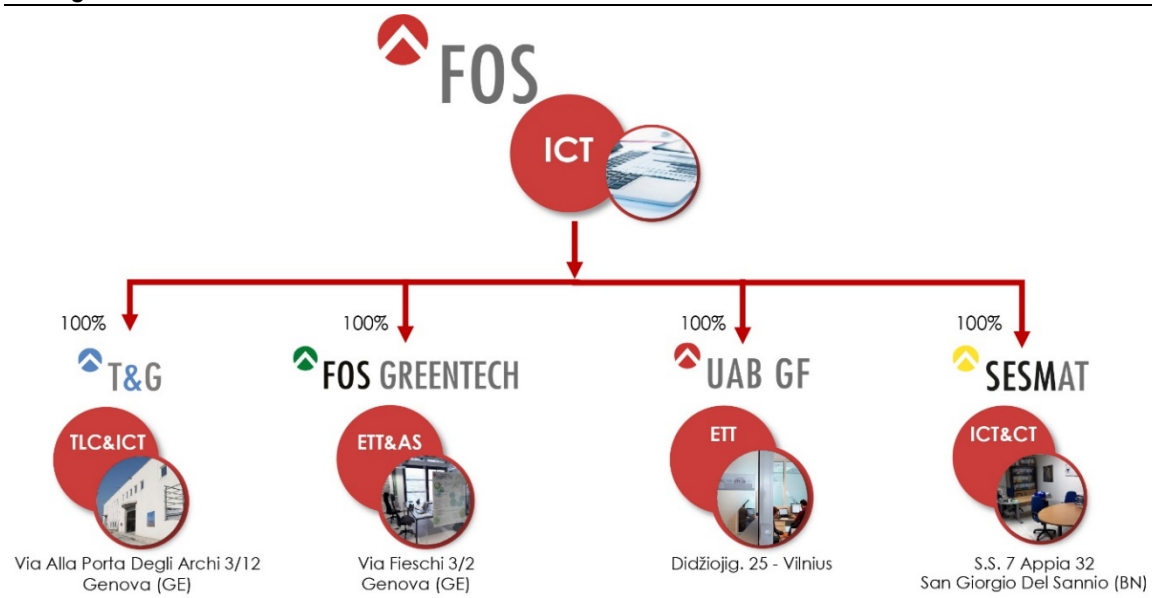 FOS
ICT
100%
100%
100%
100%
T&G
FOS GREENTECH
UAB GF
SESMAT
TLC&ICT
ETT&AS
ETT
ICT&CT
Via Alla Porta Degli Archi 3/12
Genova (GE)
Via Fieschi 3/2
Genova (GE)
Didžiojig. 25 - Vilnius
S.S. 7 Appia 32
San Giorgio Del Sannio (BN)